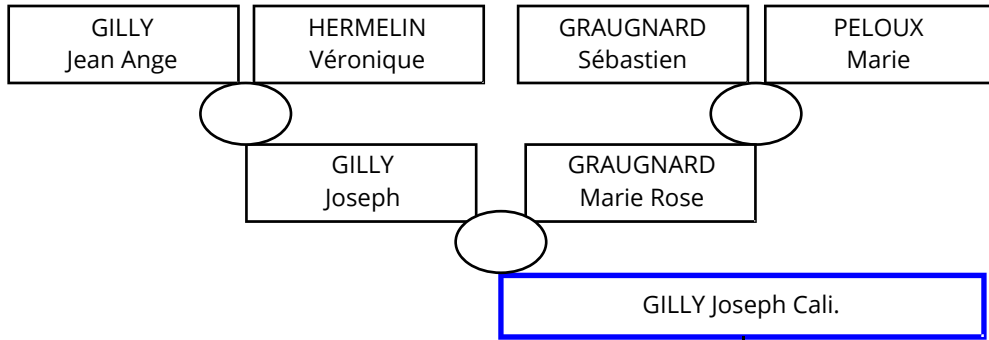 GILLY
Jean Ange
HERMELIN
Véronique
GRAUGNARD
Sébastien
PELOUX
Marie
GILLY
Joseph
GRAUGNARD
Marie Rose
GILLY Joseph Cali.